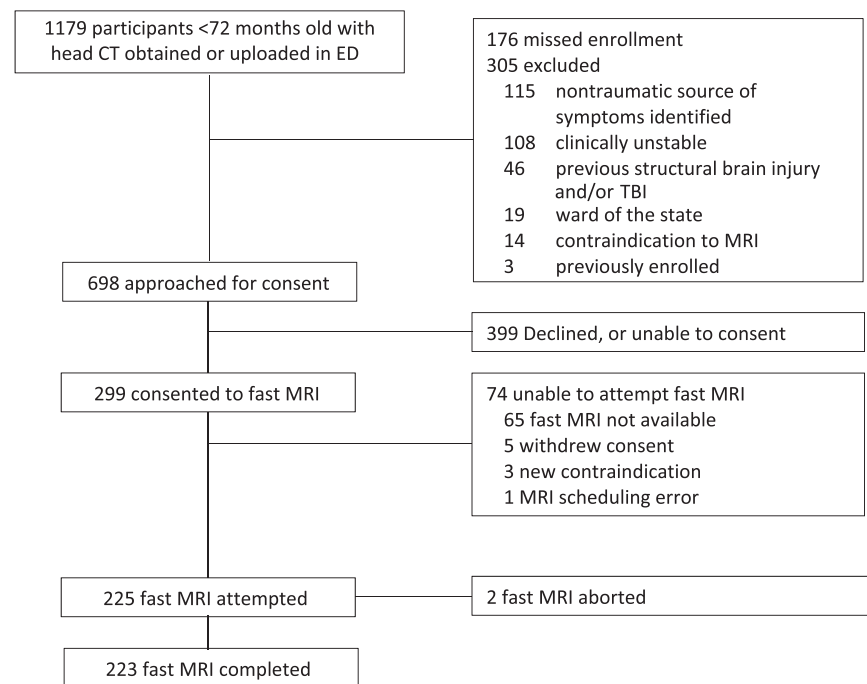 1179 participants <72 months old with
head CT obtained or uploaded in ED
176 missed enrollment
305 excluded
115 nontraumatic source of
symptoms identified
108 clinically unstable
46 previous structural brain injury
and/or TBI
19 ward of the state
14 contraindication to MRI
3 previously enrolled
698 approached for consent
399 Declined, or unable to consent
299 consented to fast MRI
74 unable to attempt fast MRI
65 fast MRI not available
5 withdrew consent
3 new contraindication
1 MRI scheduling error
225 fast MRI attempted
2 fast MRI aborted
223 fast MRI completed